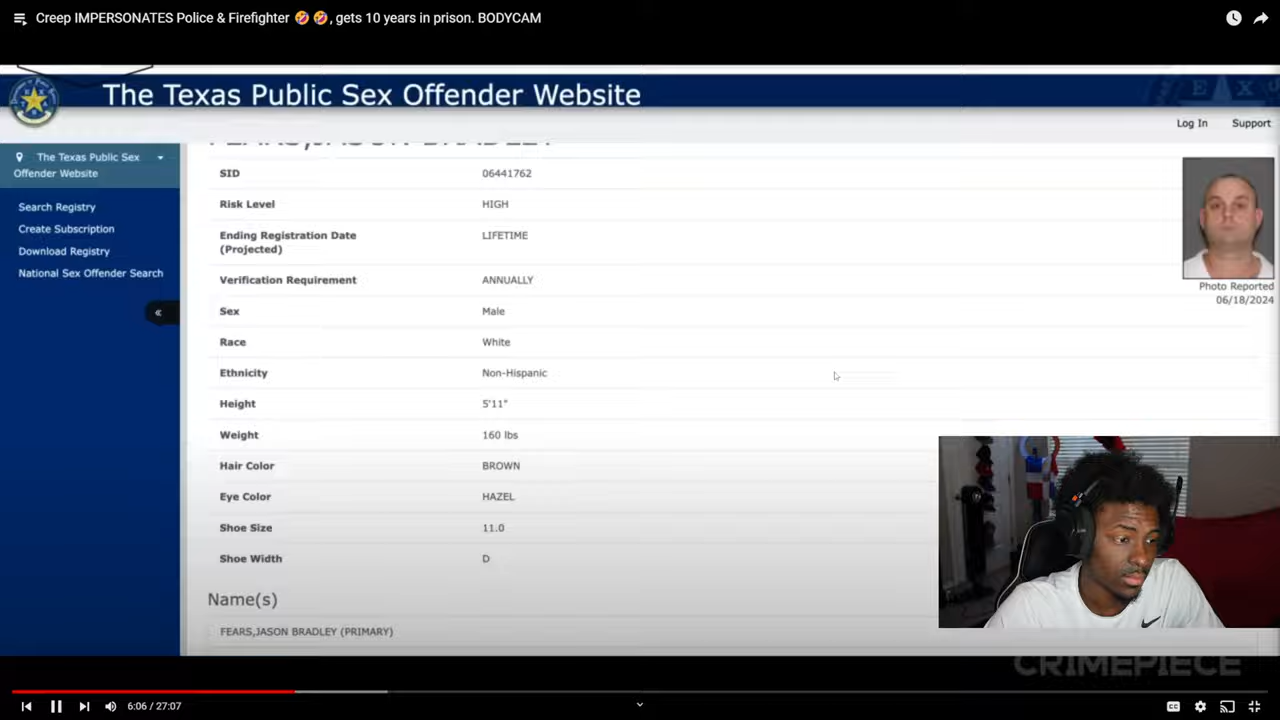 Creep IMPERSONATES Police & Firefighter 🤣🤣, gets 10 years in prison. BODYCAM
The Texas Public Sex Offender Website
Log In Support
The Texas Public Sex
Offender Website
Search Registry
Create Subscription
Download Registry
National Sex Offender Search
«
FEARS,JASON BRADLEY
SID 06441762
Risk Level HIGH
Ending Registration Date
(Projected) LIFETIME
Verification Requirement ANNUALLY
Sex Male
Race White
Ethnicity Non-Hispanic
Height 5'11"
Weight 160 lbs
Hair Color BROWN
Eye Color HAZEL
Shoe Size 11.0
Shoe Width D
Photo Reported
06/18/2024
Name(s)
FEARS,JASON BRADLEY (PRIMARY)
CRIMEPIECE
6:06 / 27:07
CC